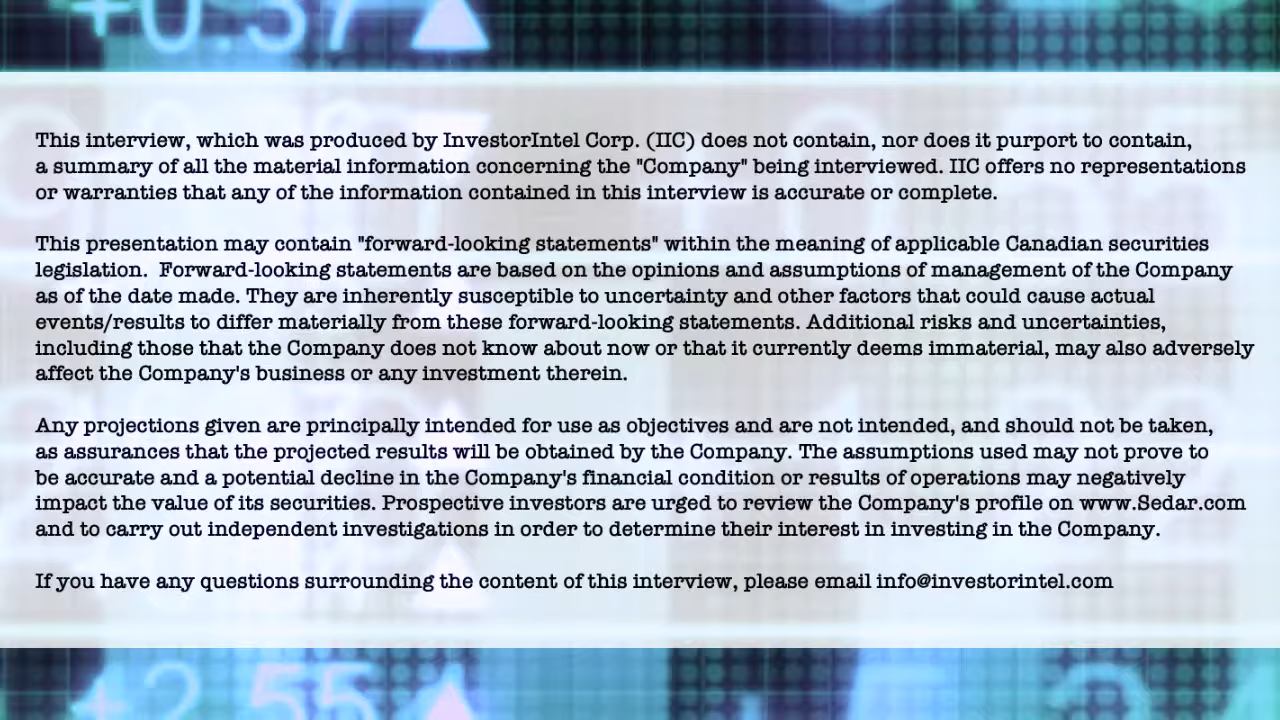 +0.37 ▲
This interview, which was produced by InvestorIntel Corp. (IIC) does not contain, nor does it purport to contain,
a summary of all the material information concerning the "Company" being interviewed. IIC offers no representations
or warranties that any of the information contained in this interview is accurate or complete.
This presentation may contain "forward-looking statements" within the meaning of applicable Canadian securities
legislation.  Forward-looking statements are based on the opinions and assumptions of management of the Company
as of the date made. They are inherently susceptible to uncertainty and other factors that could cause actual
events/results to differ materially from these forward-looking statements. Additional risks and uncertainties,
including those that the Company does not know about now or that it currently deems immaterial, may also adversely
affect the Company's business or any investment therein.
Any projections given are principally intended for use as objectives and are not intended, and should not be taken,
as assurances that the projected results will be obtained by the Company. The assumptions used may not prove to
be accurate and a potential decline in the Company's financial condition or results of operations may negatively
impact the value of its securities. Prospective investors are urged to review the Company's profile on www.Sedar.com
and to carry out independent investigations in order to determine their interest in investing in the Company.
If you have any questions surrounding the content of this interview, please email info@investorintel.com
+2.55 ▲